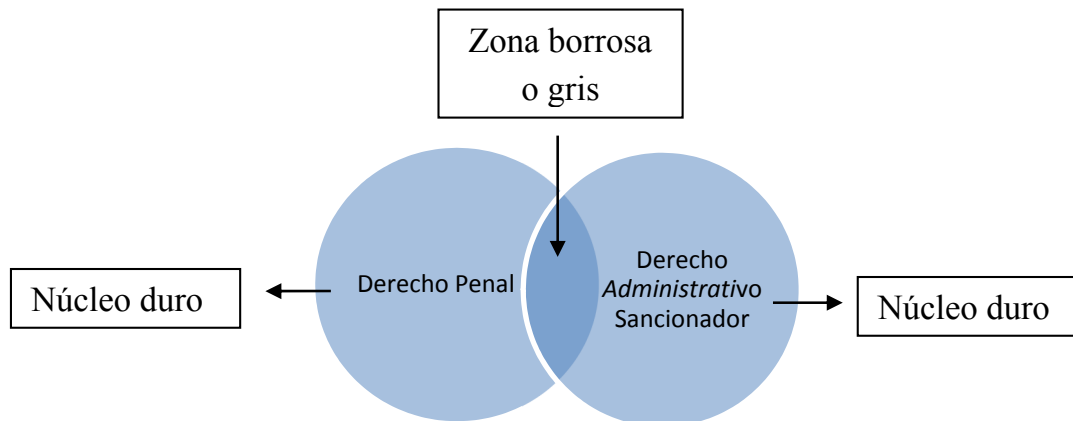 Zona borrosa
o gris
Derecho Penal
Derecho
Administrativo
Sancionador
Núcleo duro
Núcleo duro